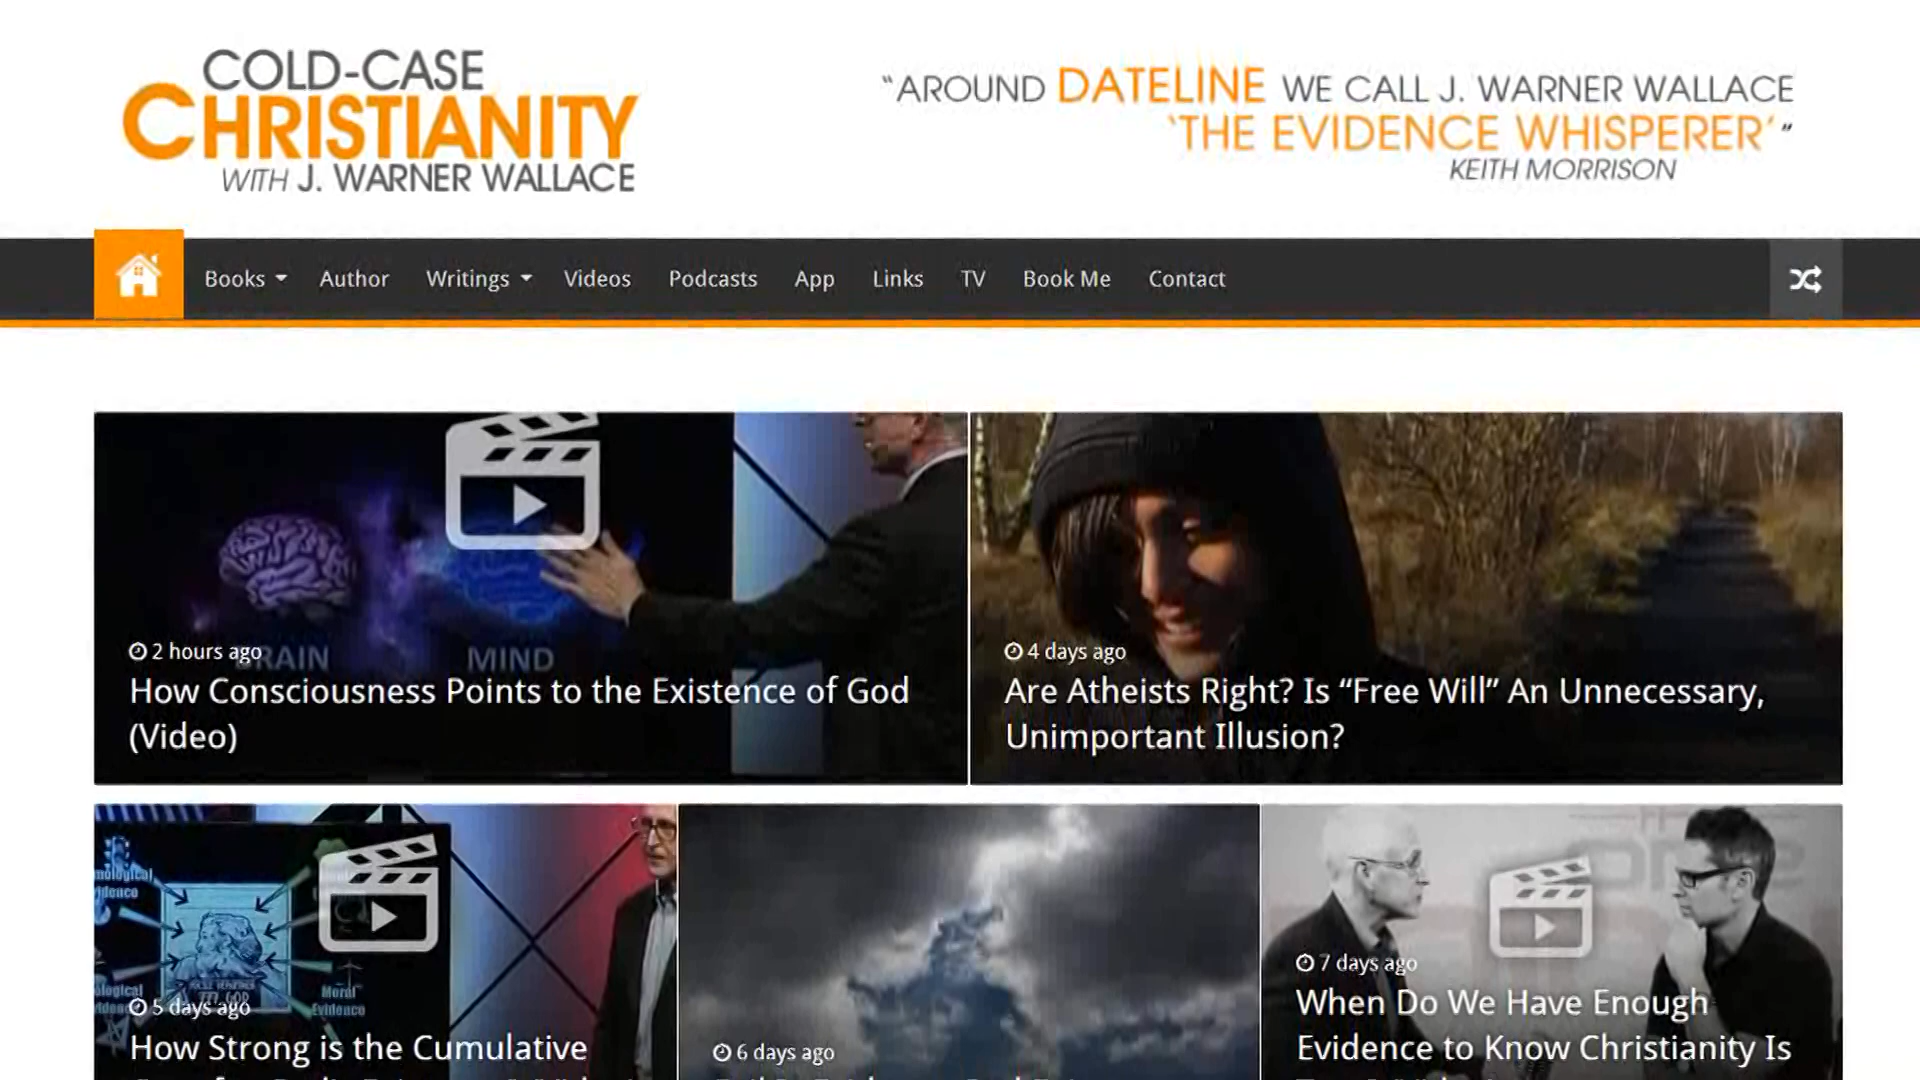 COLD-CASE
CHRISTIANITY
WITH J. WARNER WALLACE
“AROUND DATELINE WE CALL J. WARNER WALLACE
‘THE EVIDENCE WHISPERER’“
KEITH MORRISON
Books Author Writings Videos Podcasts App Links TV Book Me Contact
BRAIN MIND
2 hours ago
How Consciousness Points to the Existence of God
(Video)
4 days ago
Are Atheists Right? Is “Free Will” An Unnecessary,
Unimportant Illusion?
Moral
Evidence
5 days ago
How Strong is the Cumulative
6 days ago
7 days ago
When Do We Have Enough
Evidence to Know Christianity Is